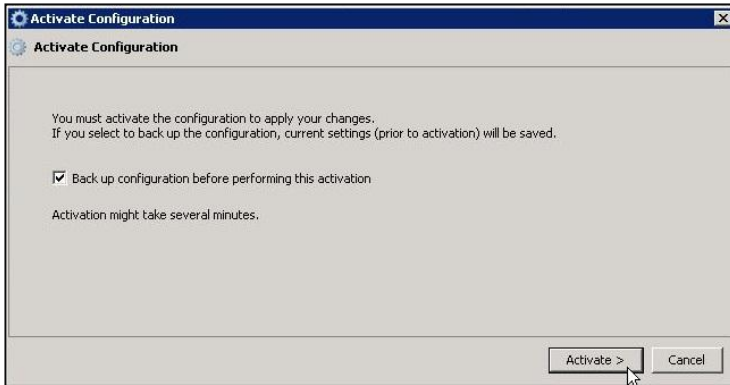 Activate Configuration
Activate Configuration
You must activate the configuration to apply your changes.
If you select to back up the configuration, current settings (prior to activation) will be saved.
Back up configuration before performing this activation
Activation might take several minutes.
Activate > Cancel